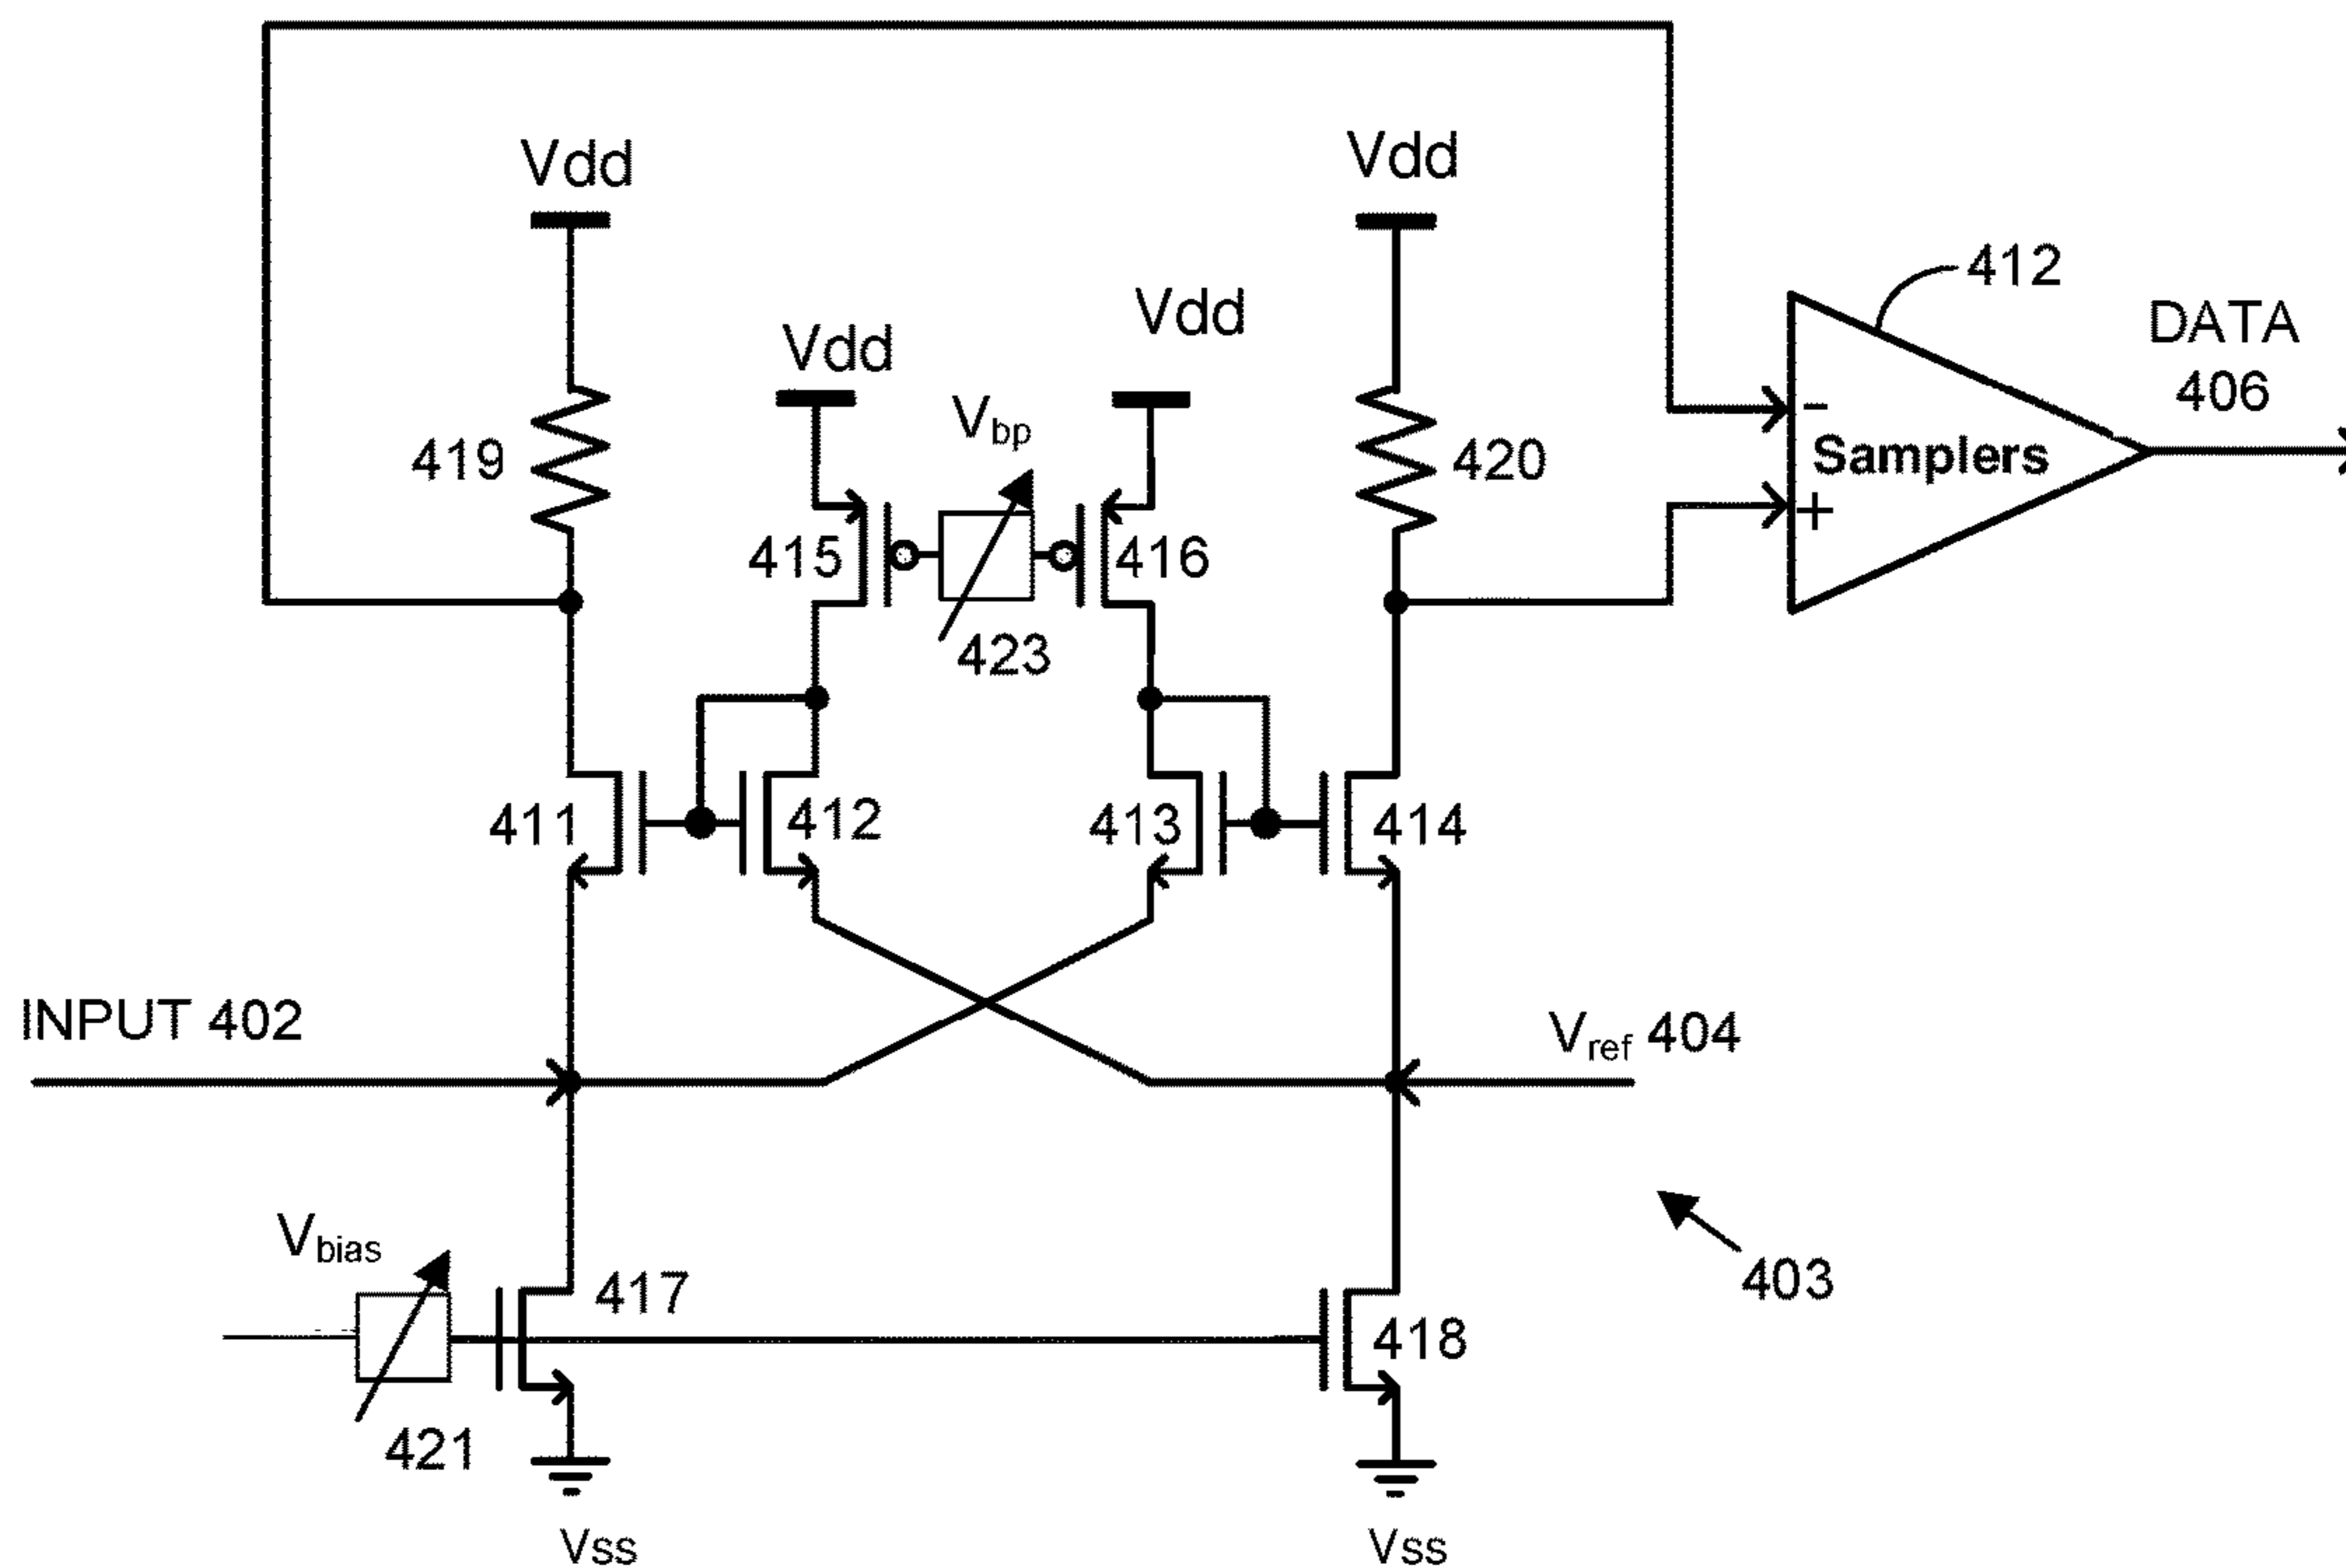 Vdd
Vdd
Vdd
Vdd
Vbp
412
DATA
406
-
Samplers
+
419
420
415
416
423
411
412
413
414
INPUT 402
Vref 404
Vbias
417
418
403
421
Vss
Vss